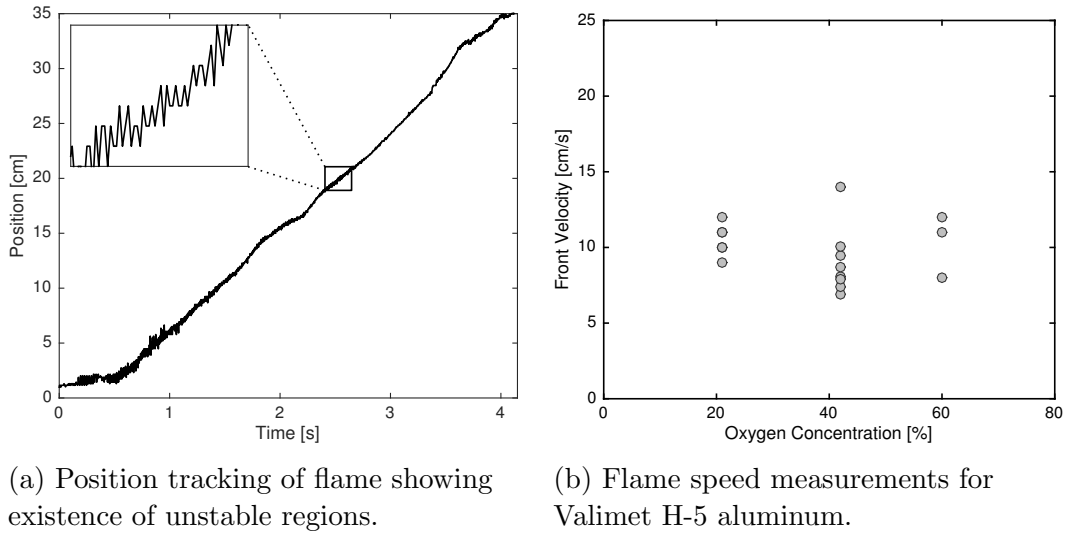 35
30
25
20
15
10
5
0
Position [cm]
0 1 2 3 4
Time [s]
25
20
15
10
5
0
Front Velocity [cm/s]
0 20 40 60 80
Oxygen Concentration [%]
(a) Position tracking of flame showing
existence of unstable regions.
(b) Flame speed measurements for
Valimet H-5 aluminum.